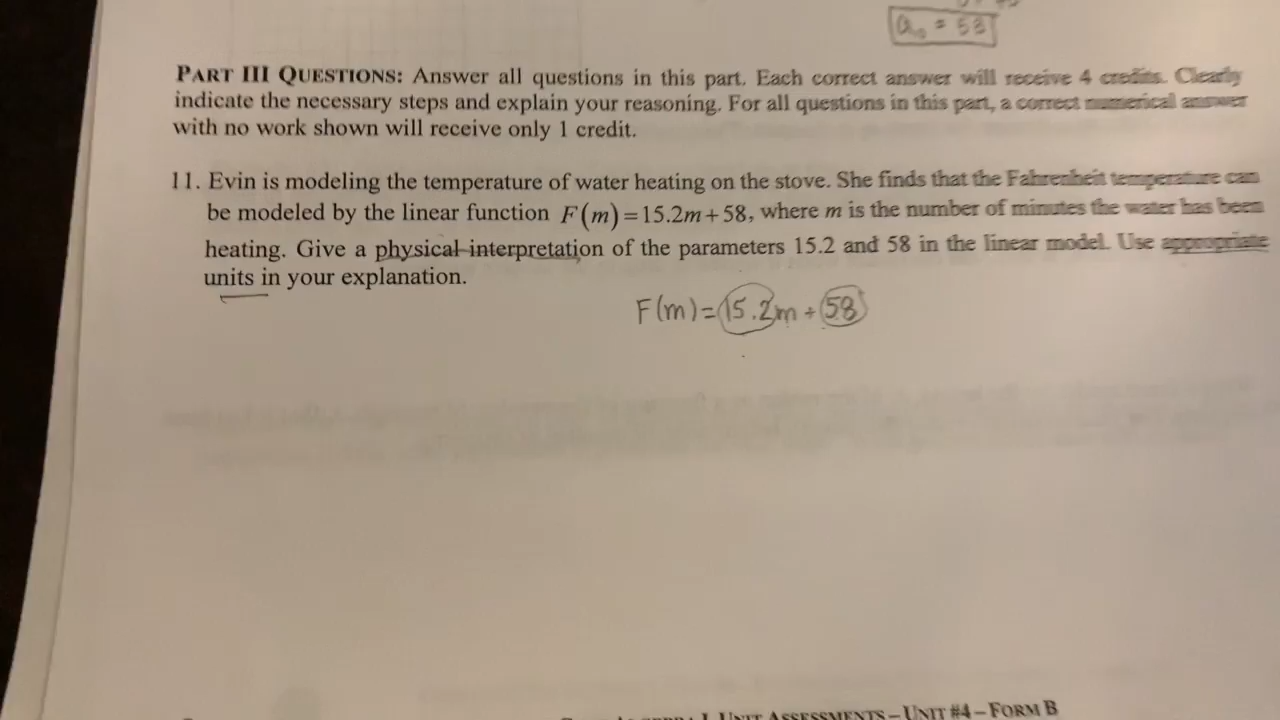 = 58
PART III QUESTIONS: Answer all questions in this part. Each correct answer will receive 4 credits. Clearly
indicate the necessary steps and explain your reasoning. For all questions in this part, a correct numerical answer
with no work shown will receive only 1 credit.
11. Evin is modeling the temperature of water heating on the stove. She finds that the Fahrenheit temperature can
be modeled by the linear function F(m)=15.2m+58, where m is the number of minutes the water has been
heating. Give a physical interpretation of the parameters 15.2 and 58 in the linear model. Use appropriate
units in your explanation.
F(m)=15.2m+58
UNIT ASSESSMENTS – UNIT #4 – FORM B